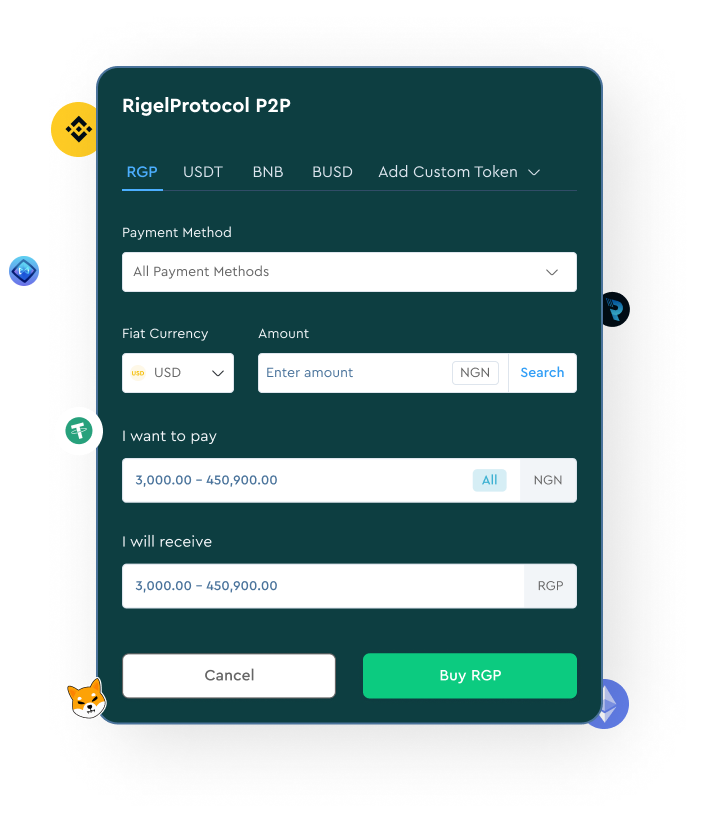 RigelProtocol P2P
RGP USDT BNB BUSD Add Custom Token
Payment Method
All Payment Methods
Fiat Currency Amount
USD USD Enter amount NGN Search
I want to pay
3,000.00 – 450,900.00 All NGN
I will receive
3,000.00 – 450,900.00 RGP
Cancel Buy RGP